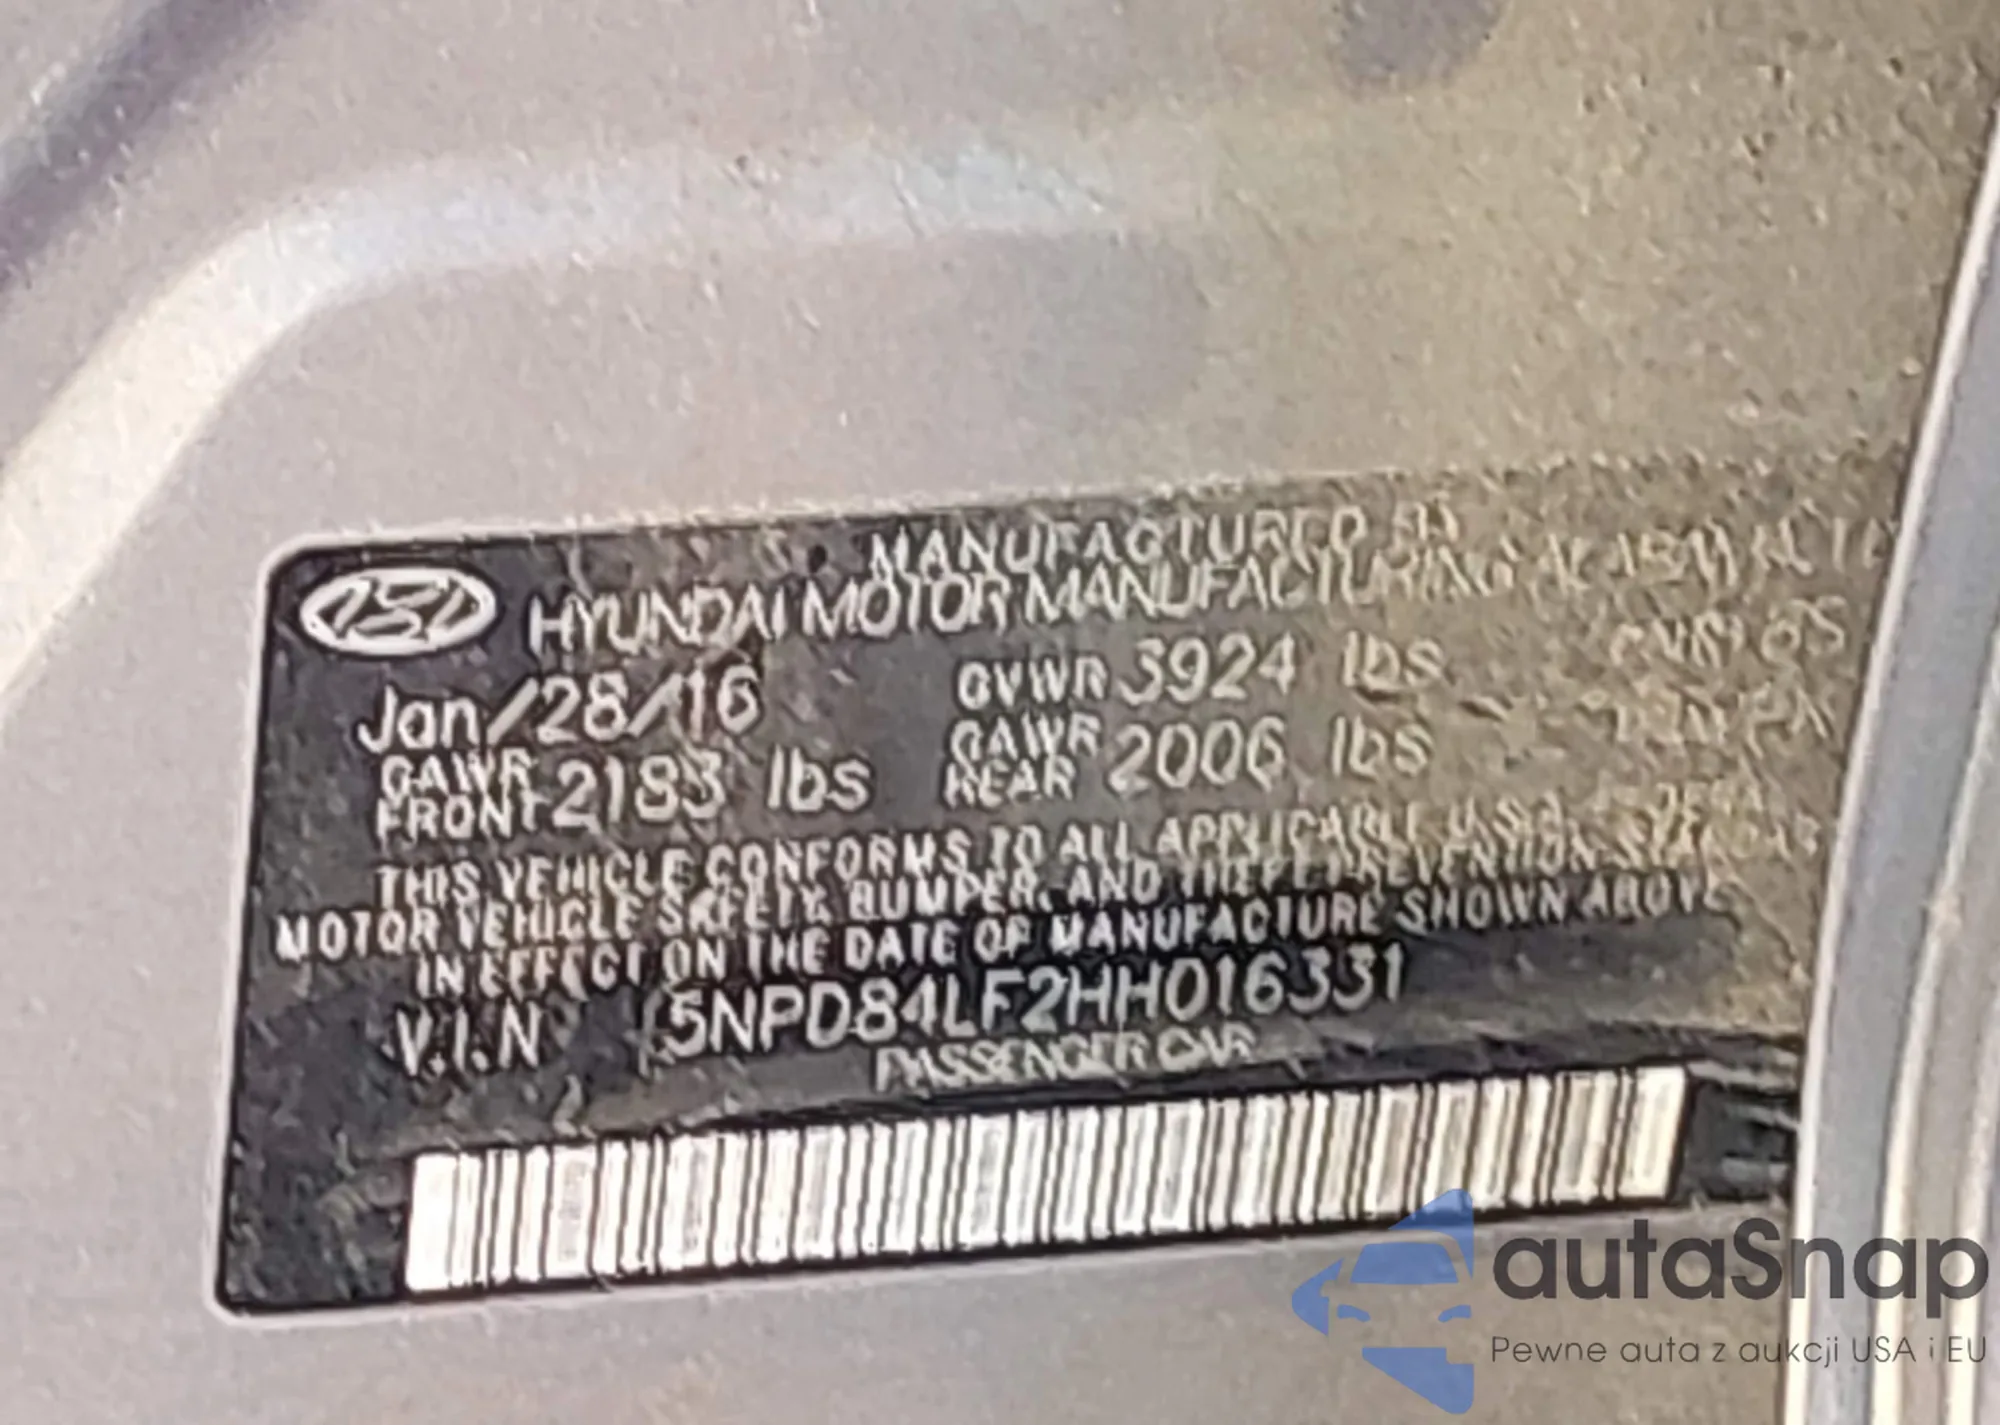 MANUFACTURED BY
HYUNDAI MOTOR MANUFACTURING
Jan/28/16 GVWR 3924 lbs
GAWR FRONT 2183 lbs GAWR REAR 2006 lbs
THIS VEHICLE CONFORMS TO ALL APPLICABLE U.S.
MOTOR VEHICLE SAFETY, BUMPER, AND THEFT PREVENTION
IN EFFECT ON THE DATE OF MANUFACTURE SHOWN ABOVE
V.I.N 5NPD84LF2HH016331
PASSENGER CAR
autaSnap
Pewne auta z aukcji USA i EU